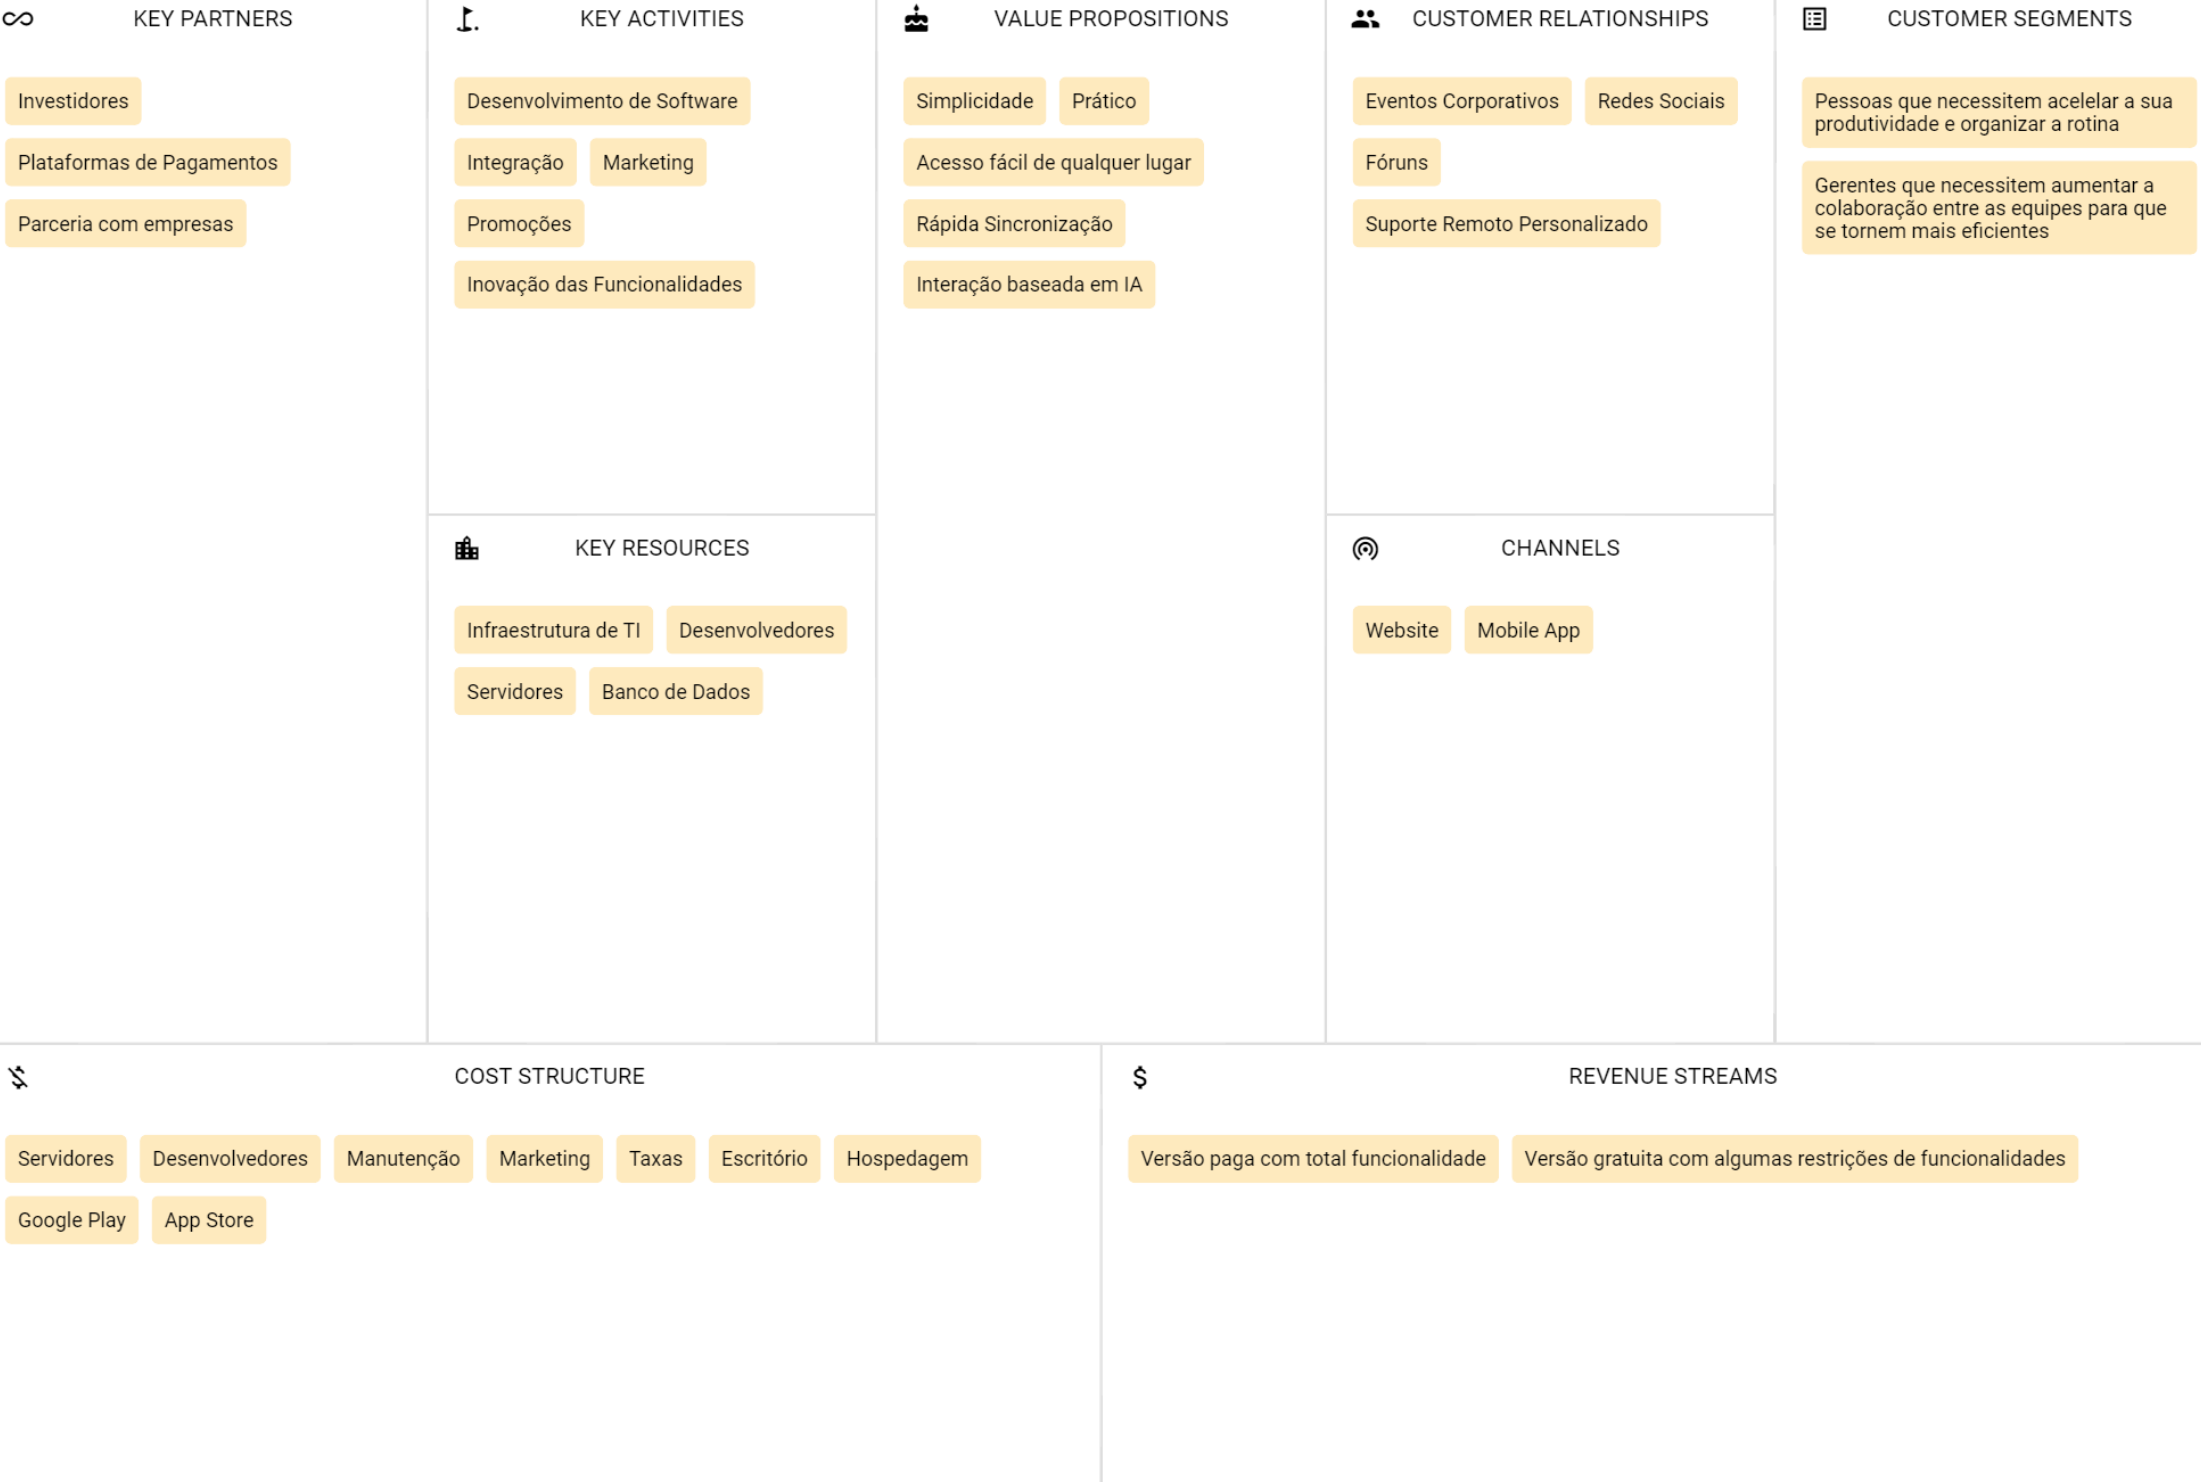 KEY PARTNERS
Investidores
Plataformas de Pagamentos
Parceria com empresas
KEY ACTIVITIES
Desenvolvimento de Software
Integração
Marketing
Promoções
Inovação das Funcionalidades
KEY RESOURCES
Infraestrutura de TI
Desenvolvedores
Servidores
Banco de Dados
VALUE PROPOSITIONS
Simplicidade
Prático
Acesso fácil de qualquer lugar
Rápida Sincronização
Interação baseada em IA
CUSTOMER RELATIONSHIPS
Eventos Corporativos
Redes Sociais
Fóruns
Suporte Remoto Personalizado
CHANNELS
Website
Mobile App
CUSTOMER SEGMENTS
Pessoas que necessitem acelelar a sua
produtividade e organizar a rotina
Gerentes que necessitem aumentar a
colaboração entre as equipes para que
se tornem mais eficientes
COST STRUCTURE
Servidores
Desenvolvedores
Manutenção
Marketing
Taxas
Escritório
Hospedagem
Google Play
App Store
REVENUE STREAMS
Versão paga com total funcionalidade
Versão gratuita com algumas restrições de funcionalidades